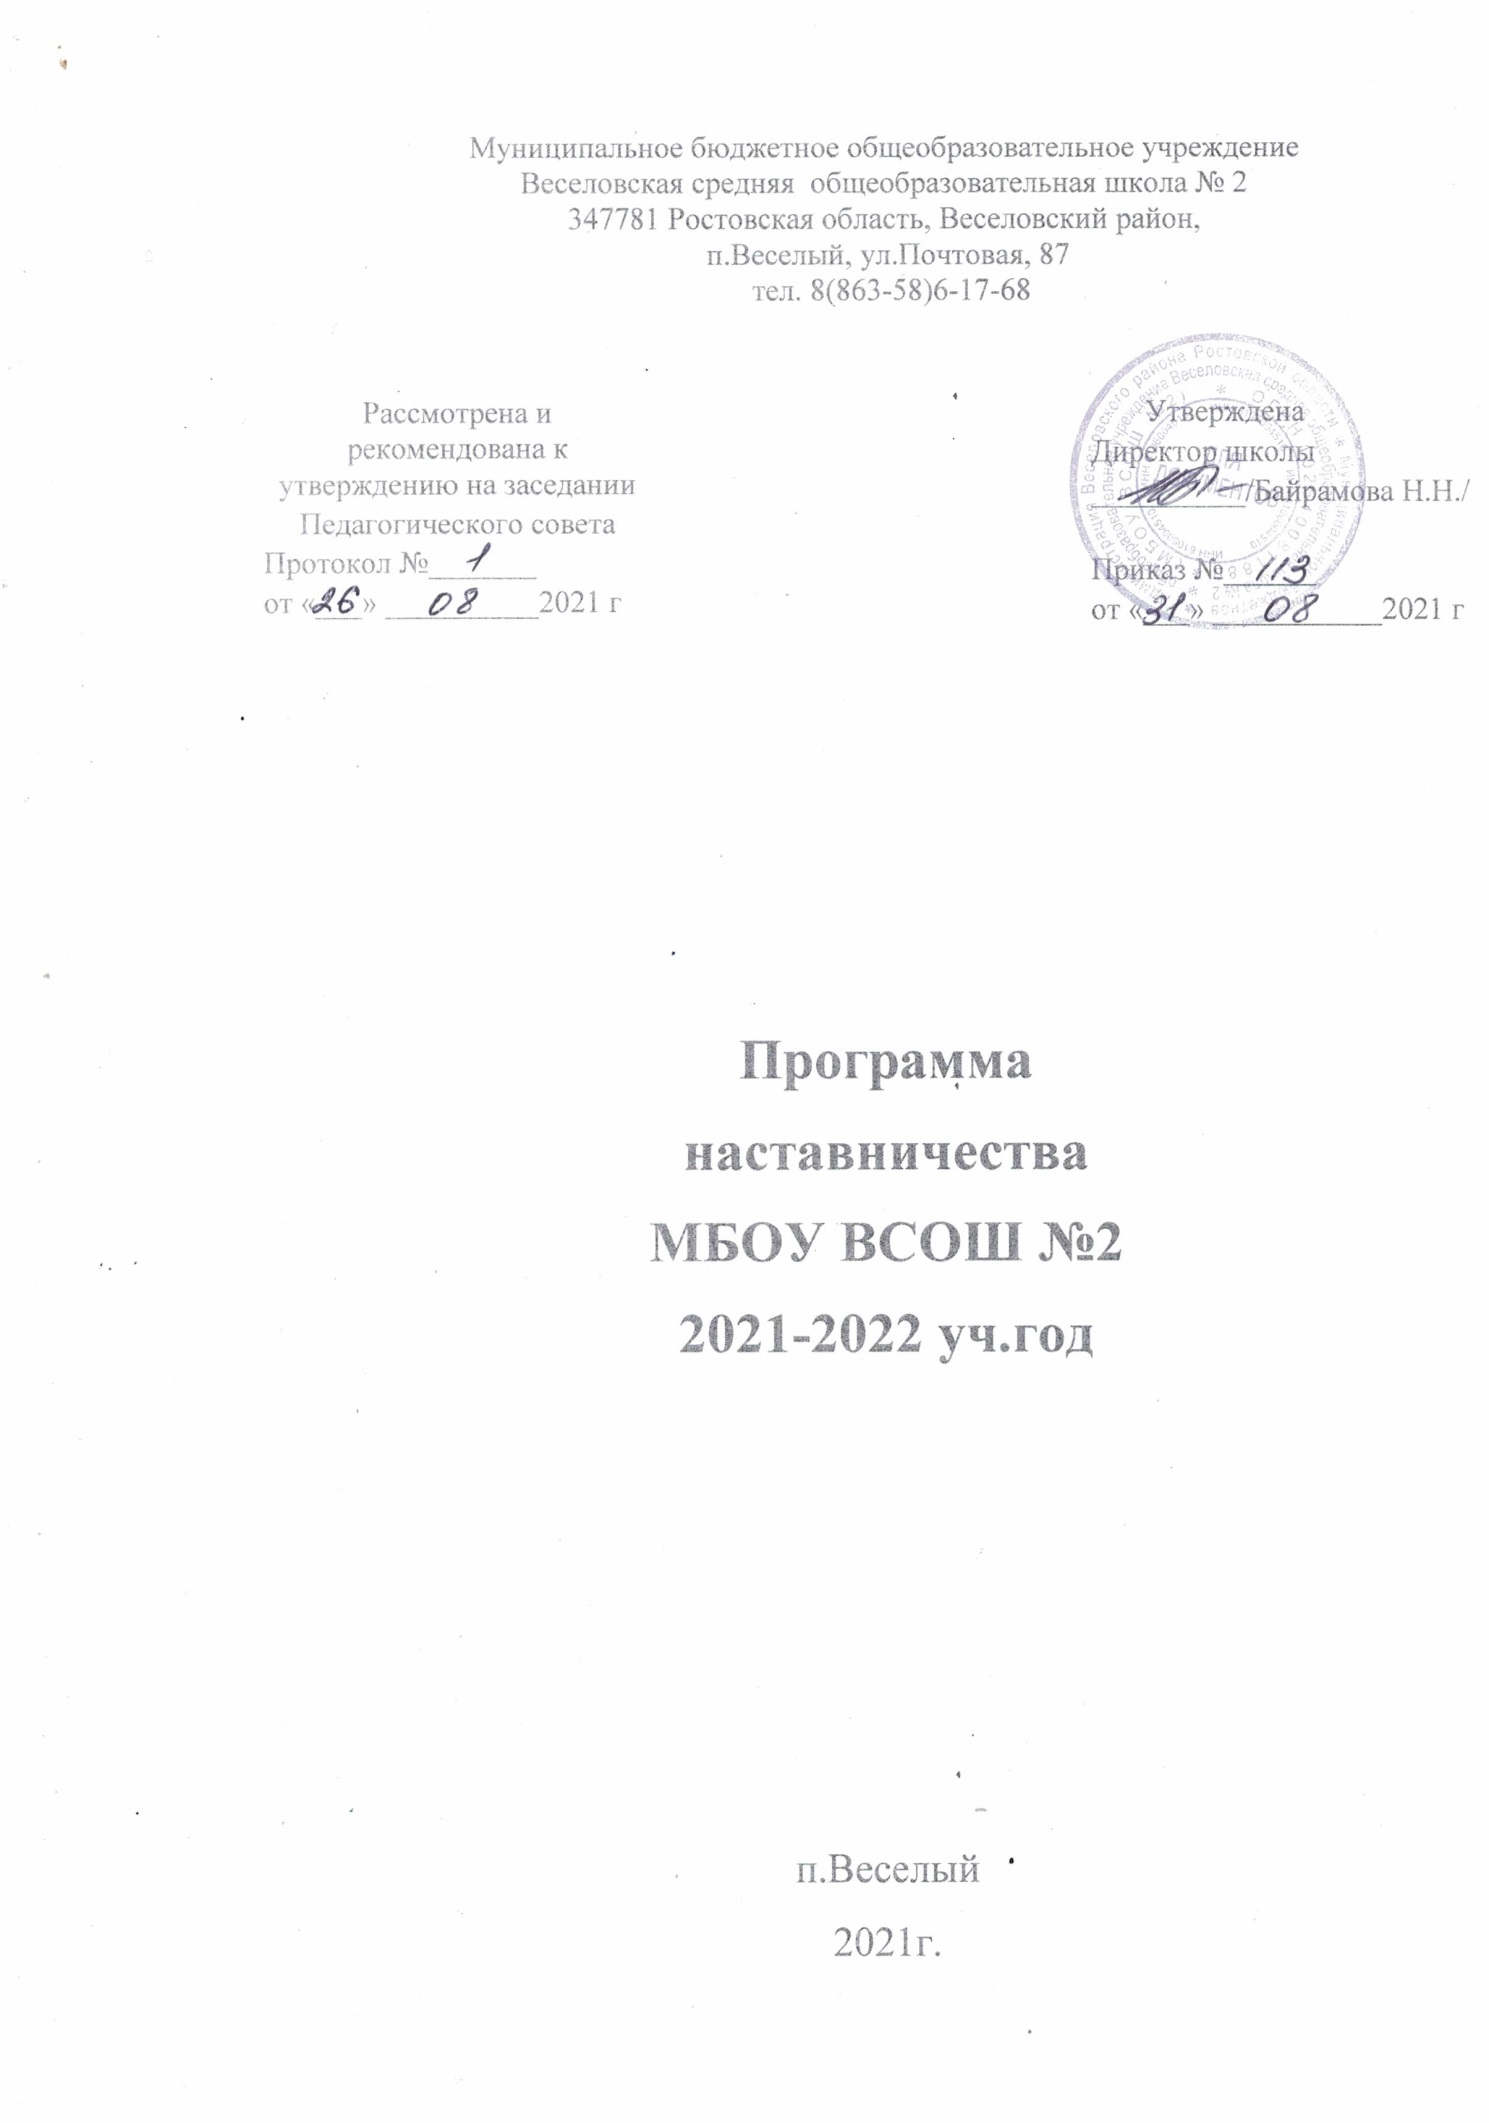 Муниципальное бюджетное общеобразовательное учреждение
Веселовская средняя общеобразовательная школа № 2
347781 Ростовская область, Веселовский район,
п.Веселый, ул.Почтовая, 87
тел. 8(863-58)6-17-68
Рассмотрена и
рекомендована к
утверждению на заседании
Педагогического совета
Протокол № 1
от «26» 08 2021 г
Утверждена
Директор школы
/Байрамова Н.Н./
Приказ № 113
от «31» 08 2021 г
Программа
наставничества
МБОУ ВСОШ №2
2021-2022 уч.год
п.Веселый
2021г.